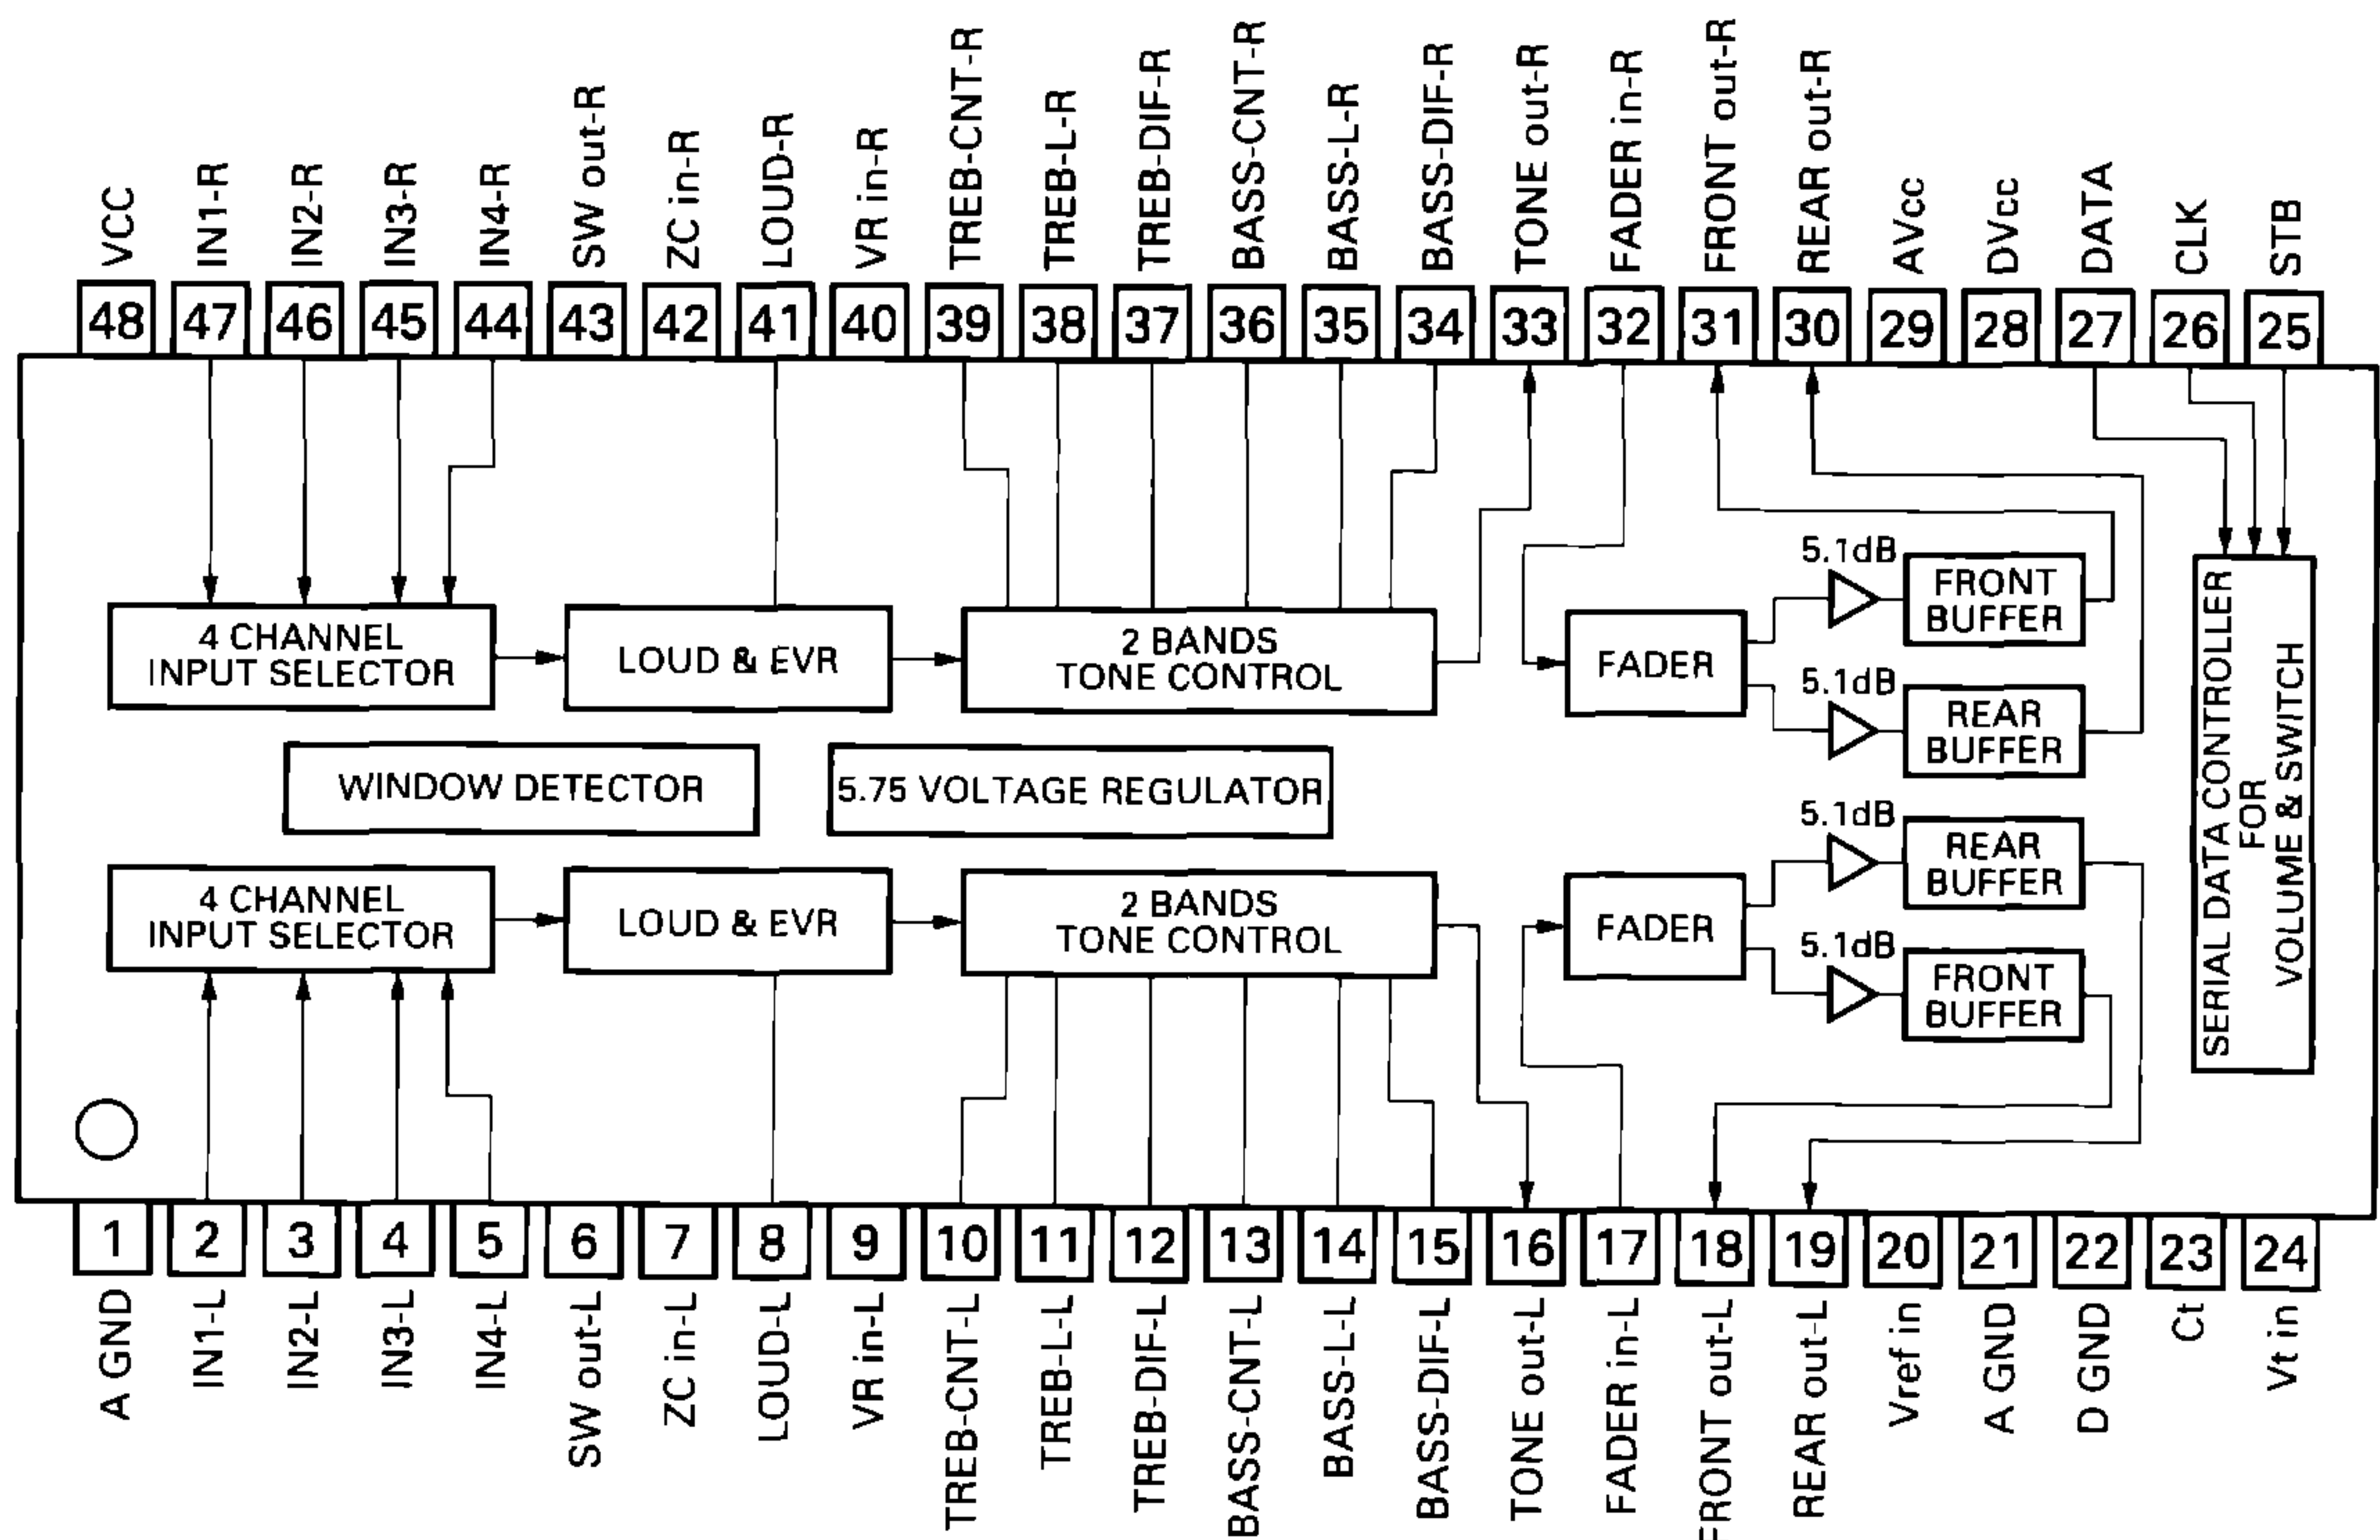 VCC
IN1-R
IN2-R
IN3-R
IN4-R
SW out-R
ZC in-R
LOUD-R
VR in-R
TREB-CNT-R
TREB-L-R
TREB-DIF-R
BASS-CNT-R
BASS-L-R
BASS-DIF-R
TONE out-R
FADER in-R
FRONT out-R
REAR out-R
AVcc
DVcc
DATA
CLK
STB
48 47 46 45 44 43 42 41 40 39 38 37 36 35 34 33 32 31 30 29 28 27 26 25
4 CHANNEL
INPUT SELECTOR
LOUD & EVR
2 BANDS
TONE CONTROL
FADER
5.1dB
FRONT
BUFFER
5.1dB
REAR
BUFFER
WINDOW DETECTOR
5.75 VOLTAGE REGULATOR
4 CHANNEL
INPUT SELECTOR
LOUD & EVR
2 BANDS
TONE CONTROL
FADER
5.1dB
REAR
BUFFER
5.1dB
FRONT
BUFFER
SERIAL DATA CONTROLLER
FOR
VOLUME & SWITCH
1 2 3 4 5 6 7 8 9 10 11 12 13 14 15 16 17 18 19 20 21 22 23 24
A GND
IN1-L
IN2-L
IN3-L
IN4-L
SW out-L
ZC in-L
LOUD-L
VR in-L
TREB-CNT-L
TREB-L-L
TREB-DIF-L
BASS-CNT-L
BASS-L-L
BASS-DIF-L
TONE out-L
FADER in-L
FRONT out-L
REAR out-L
Vref in
A GND
D GND
Ct
Vt in